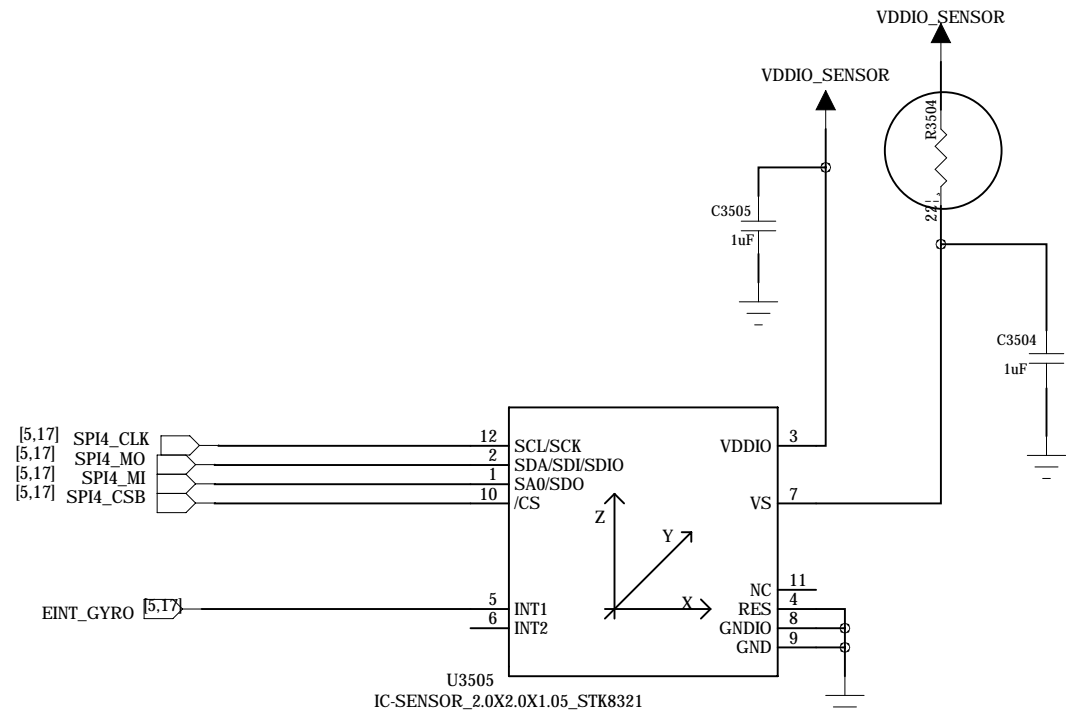 VDDIO_SENSOR
VDDIO_SENSOR
R3504
C3505
1uF
C3504
1uF
[5,17] SPI4_CLK
[5,17] SPI4_MO
[5,17] SPI4_MI
[5,17] SPI4_CSB
12 SCL/SCK
2 SDA/SDI/SDIO
1 SA0/SDO
10 /CS
VDDIO 3
VS 7
Z
Y
X
EINT_GYRO [5,17]
5 INT1
6 INT2
NC 11
RES 4
GNDIO 8
GND 9
U3505
IC-SENSOR_2.0X2.0X1.05_STK8321